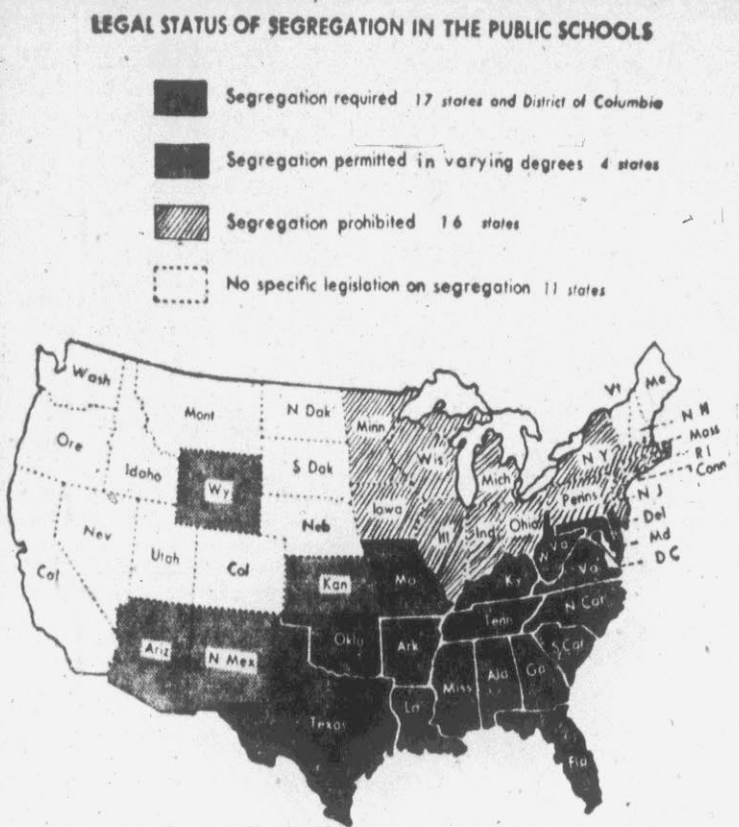 LEGAL STATUS OF SEGREGATION IN THE PUBLIC SCHOOLS
Segregation required 17 states and District of Columbia
Segregation permitted in varying degrees 4 states
Segregation prohibited 16 states
No specific legislation on segregation 11 states
Wash
Mont
N Dak
Minn
Vt
Me
N H
Ore
Idaho
Wy
S Dak
Wis
Mich
N Y
Mass
R I
Conn
Nev
Utah
Col
Neb
Iowa
Ill
Ind
Ohio
Penns
N J
Del
Md
D C
Cal
Kan
Mo
Ky
W Va
Va
Ariz
N Mex
Okla
Ark
Tenn
N Car
S Car
Texas
La
Miss
Ala
Ga
Fla